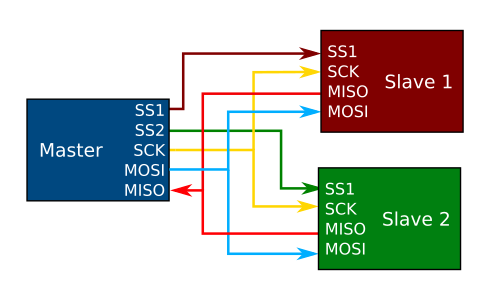 Master
SS1
SS2
SCK
MOSI
MISO
Slave 1
SS1
SCK
MISO
MOSI
Slave 2
SS1
SCK
MISO
MOSI